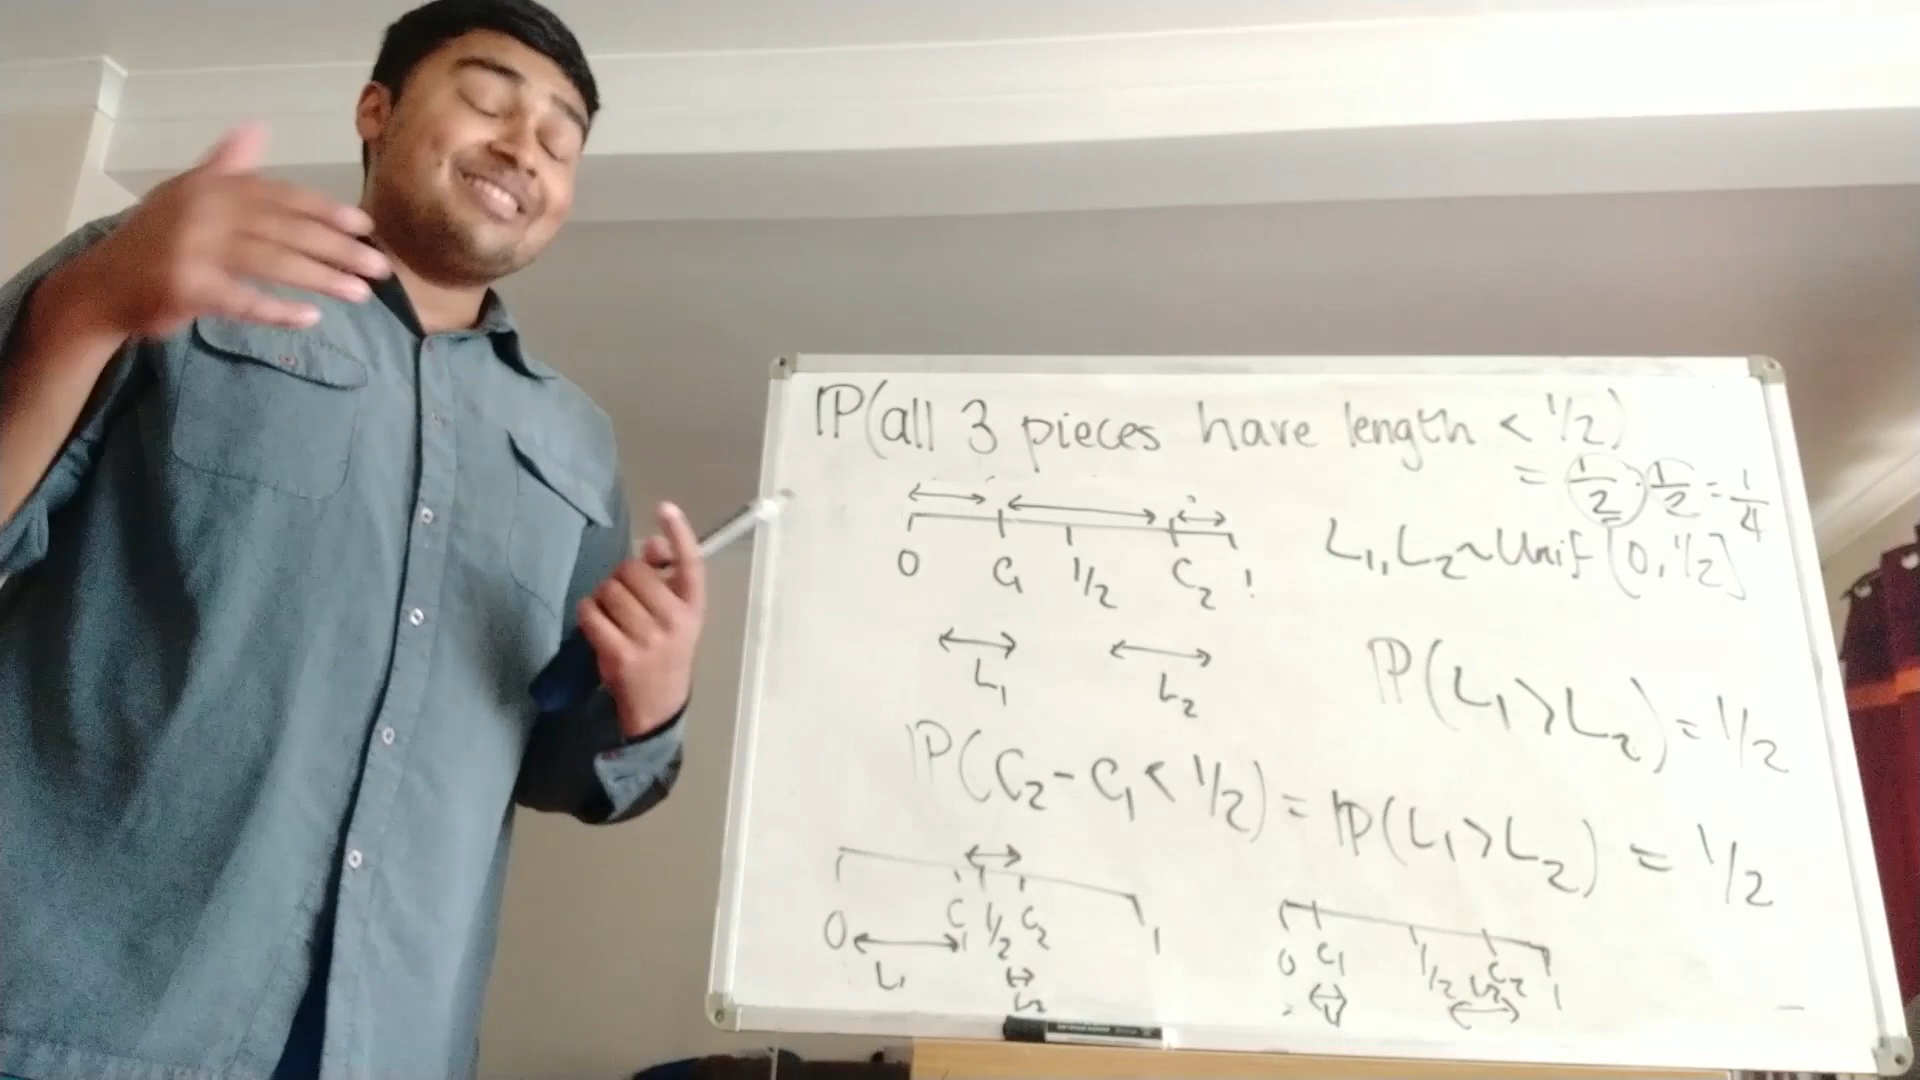 ℙ(all 3 pieces have length < 1/2)
= 1/2 · 1/2 = 1/4
0 C₁ 1/2 C₂ 1
L₁, L₂ ~ Unif [0, 1/2]
L₁ L₂
ℙ(L₁ > L₂) = 1/2
ℙ(C₂ - C₁ < 1/2) = ℙ(L₁ > L₂) = 1/2
0 C₁ 1/2 C₂ 1
L₁ L₂
0 C₁ 1/2 C₂ 1
L₂